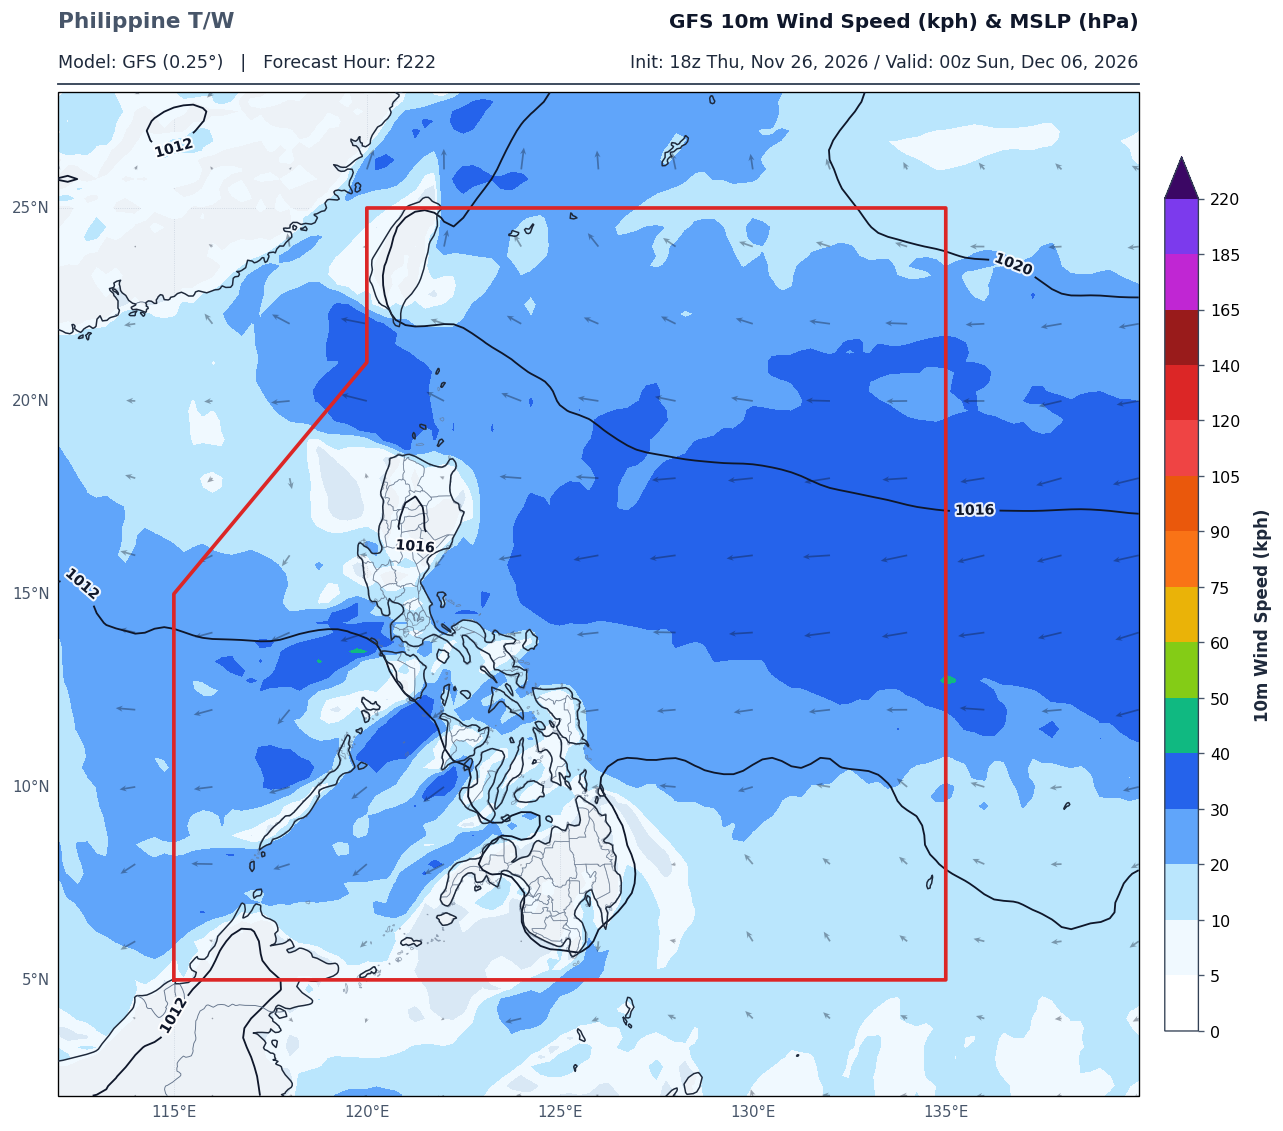 Philippine T/W
GFS 10m Wind Speed (kph) & MSLP (hPa)
Model: GFS (0.25°)   |   Forecast Hour: f222
Init: 18z Thu, Nov 26, 2026 / Valid: 00z Sun, Dec 06, 2026
1012
1020
1016
1016
1012
1012
25°N
20°N
15°N
10°N
5°N
115°E
120°E
125°E
130°E
135°E
220
185
165
140
120
105
90
75
60
50
40
30
20
10
5
0
10m Wind Speed (kph)